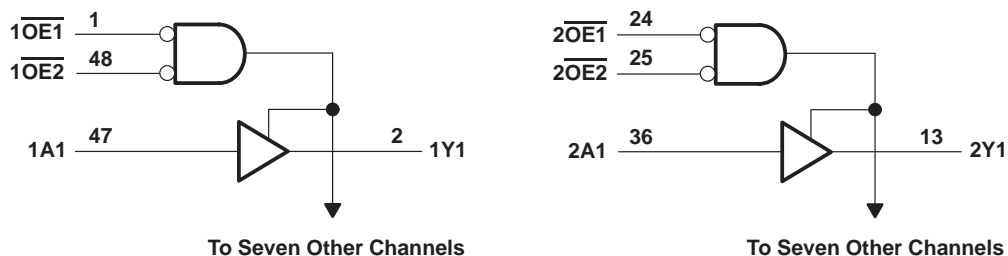 1 24
1OE1 2OE1
48 25
1OE2 2OE2
47 2 36 13
1A1 1Y1 2A1 2Y1
To Seven Other Channels To Seven Other Channels